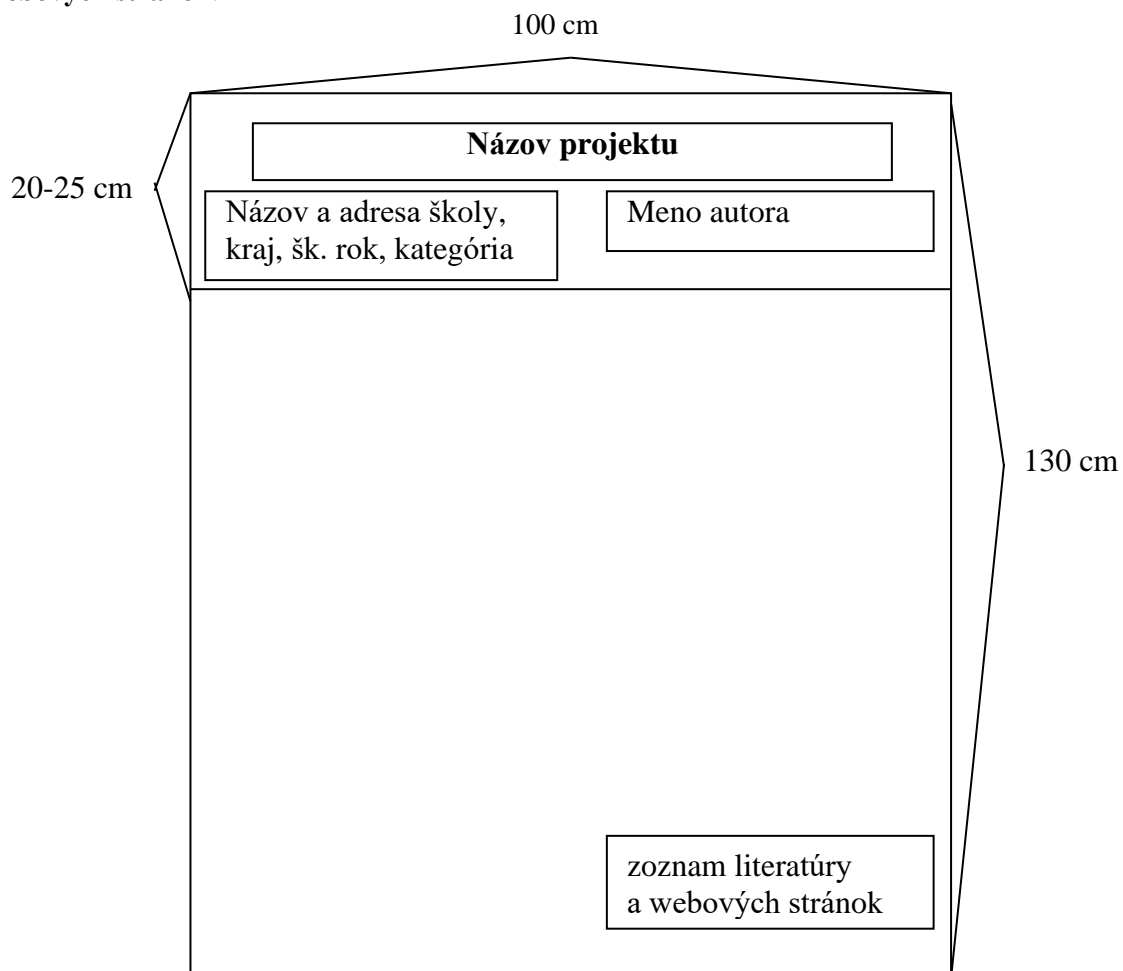 100 cm
Názov projektu
20-25 cm
Názov a adresa školy,
kraj, šk. rok, kategória
Meno autora
130 cm
zoznam literatúry
a webových stránok